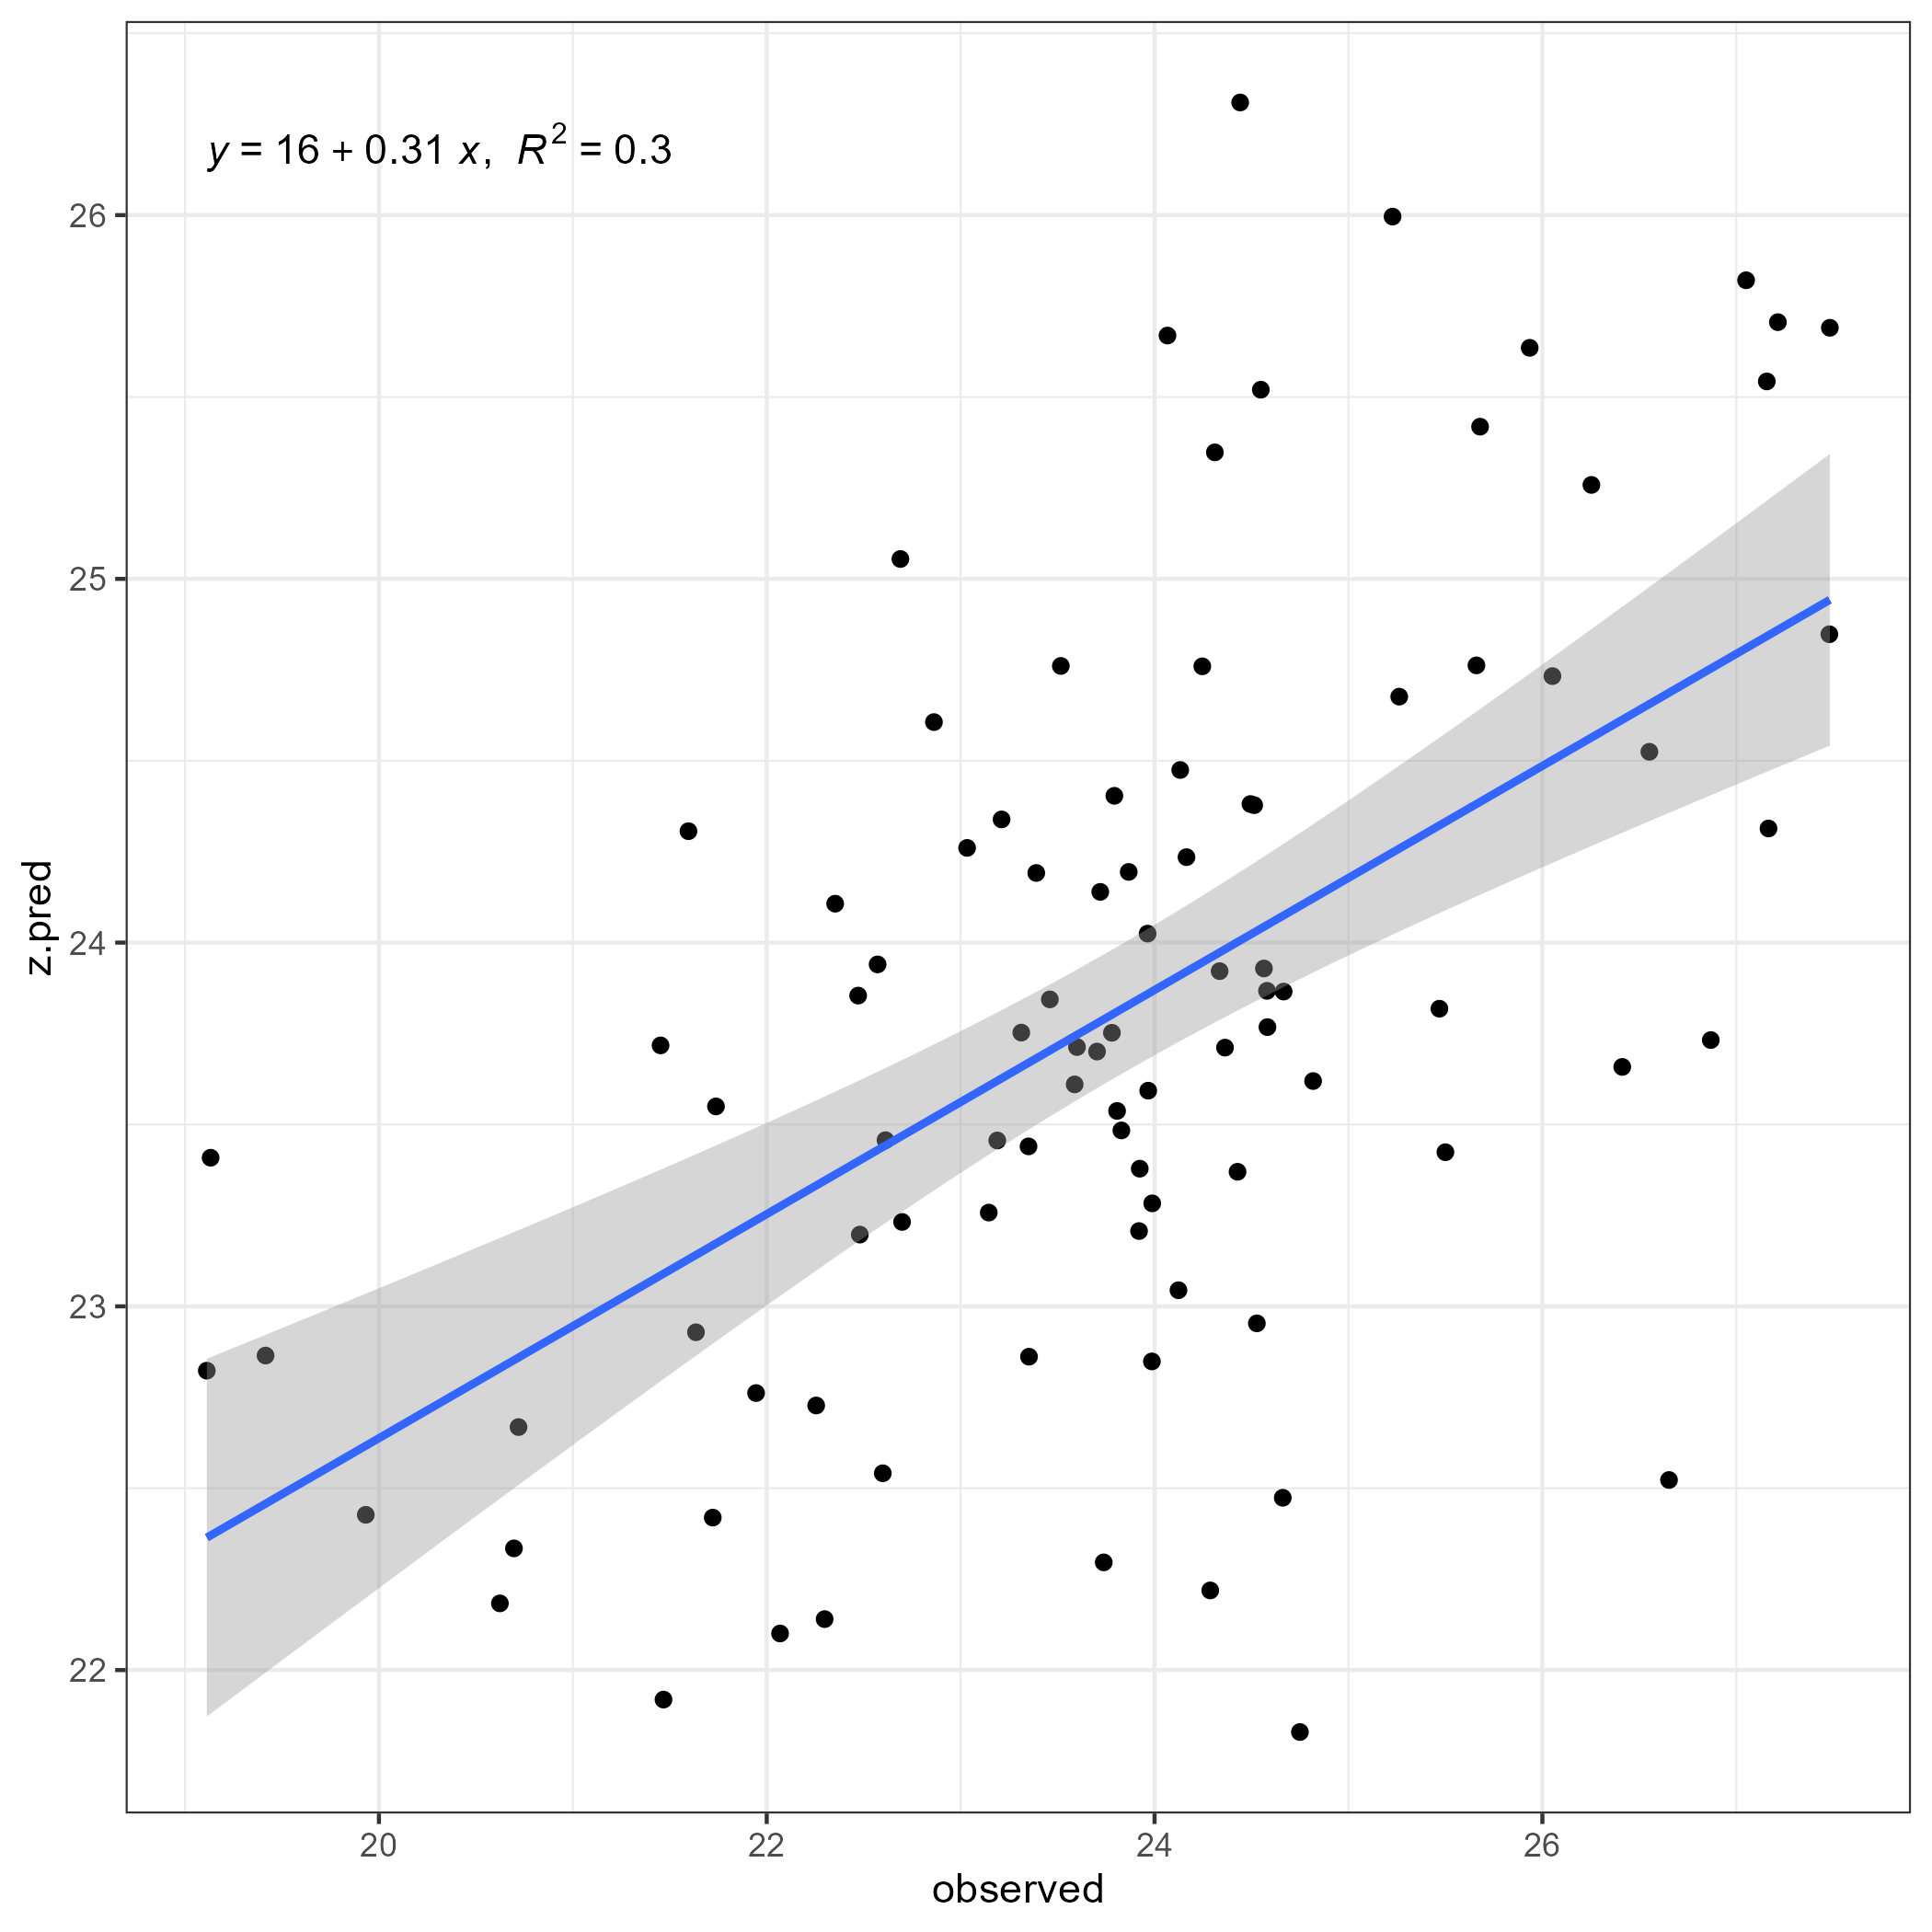 y = 16 + 0.31 x, R² = 0.3
26
25
24
23
22
z.pred
20 22 24 26
observed